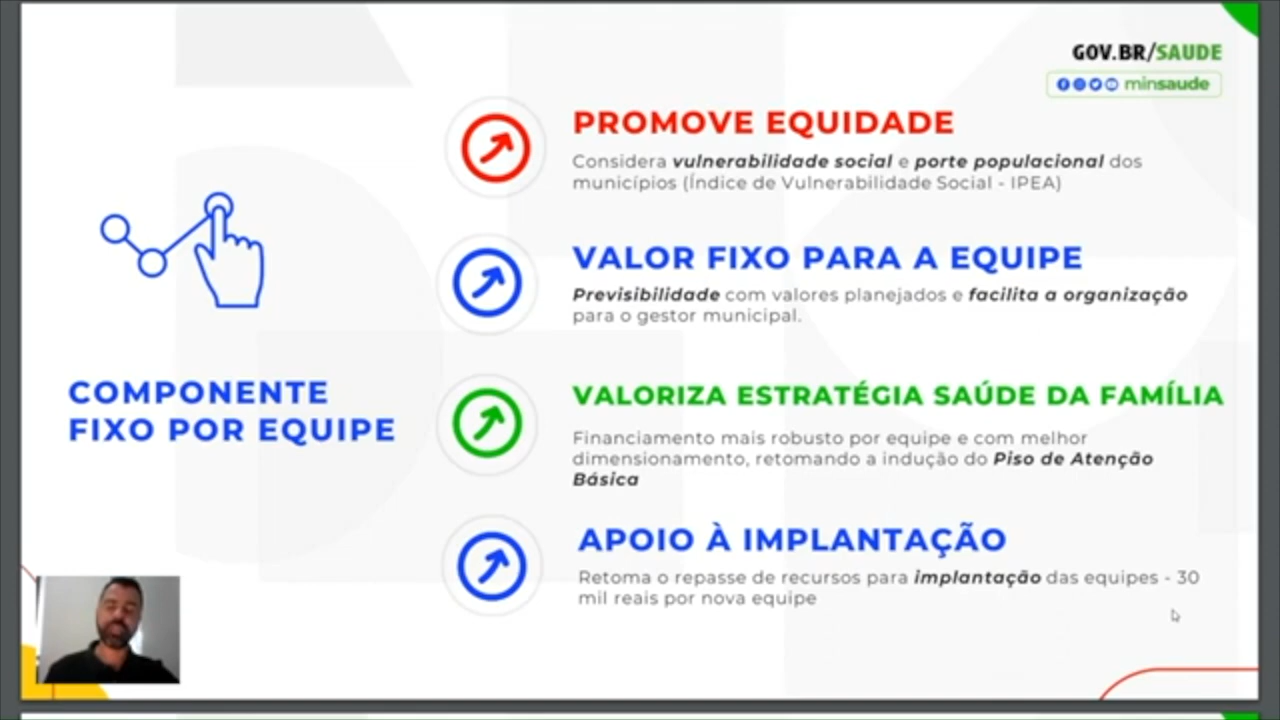 GOV.BR/SAUDE
minsaude
PROMOVE EQUIDADE
Considera vulnerabilidade social e porte populacional dos
municípios (Índice de Vulnerabilidade Social - IPEA)
VALOR FIXO PARA A EQUIPE
Previsibilidade com valores planejados e facilita a organização
para o gestor municipal.
COMPONENTE
FIXO POR EQUIPE
VALORIZA ESTRATÉGIA SAÚDE DA FAMÍLIA
Financiamento mais robusto por equipe e com melhor
dimensionamento, retomando a indução do Piso de Atenção
Básica
APOIO À IMPLANTAÇÃO
Retoma o repasse de recursos para implantação das equipes - 30
mil reais por nova equipe